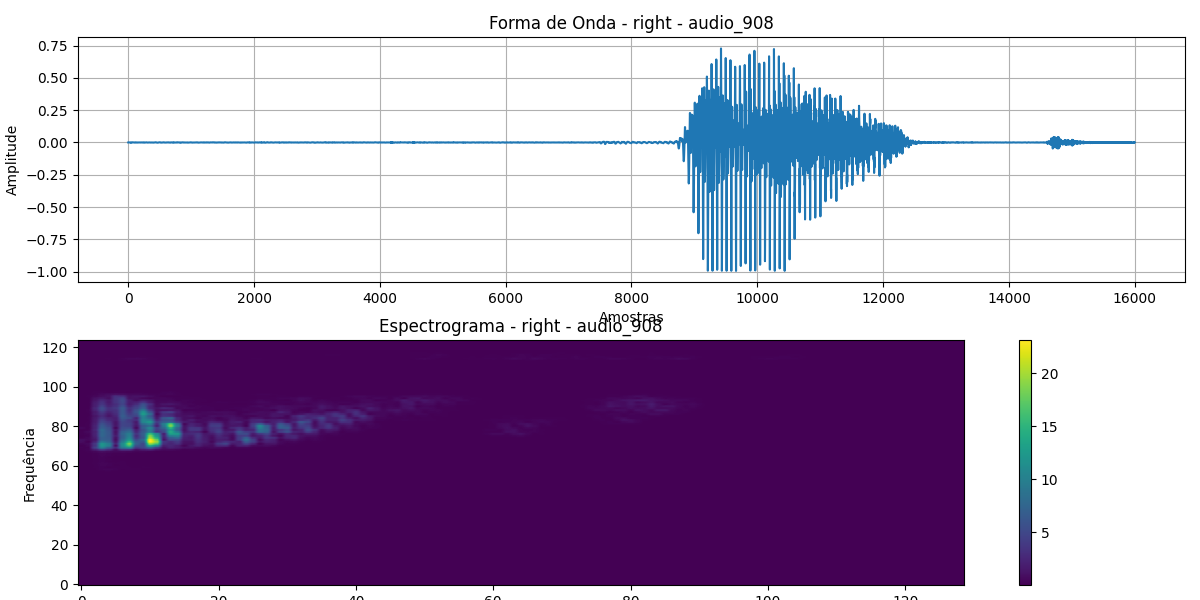 Forma de Onda - right - audio_908
Amplitude
0.75
0.50
0.25
0.00
−0.25
−0.50
−0.75
−1.00
0 2000 4000 6000 8000 10000 12000 14000 16000
Amostras
Espectrograma - right - audio_908
Frequência
120
100
80
60
40
20
0
0 20 40 60 80 100 120
20
15
10
5